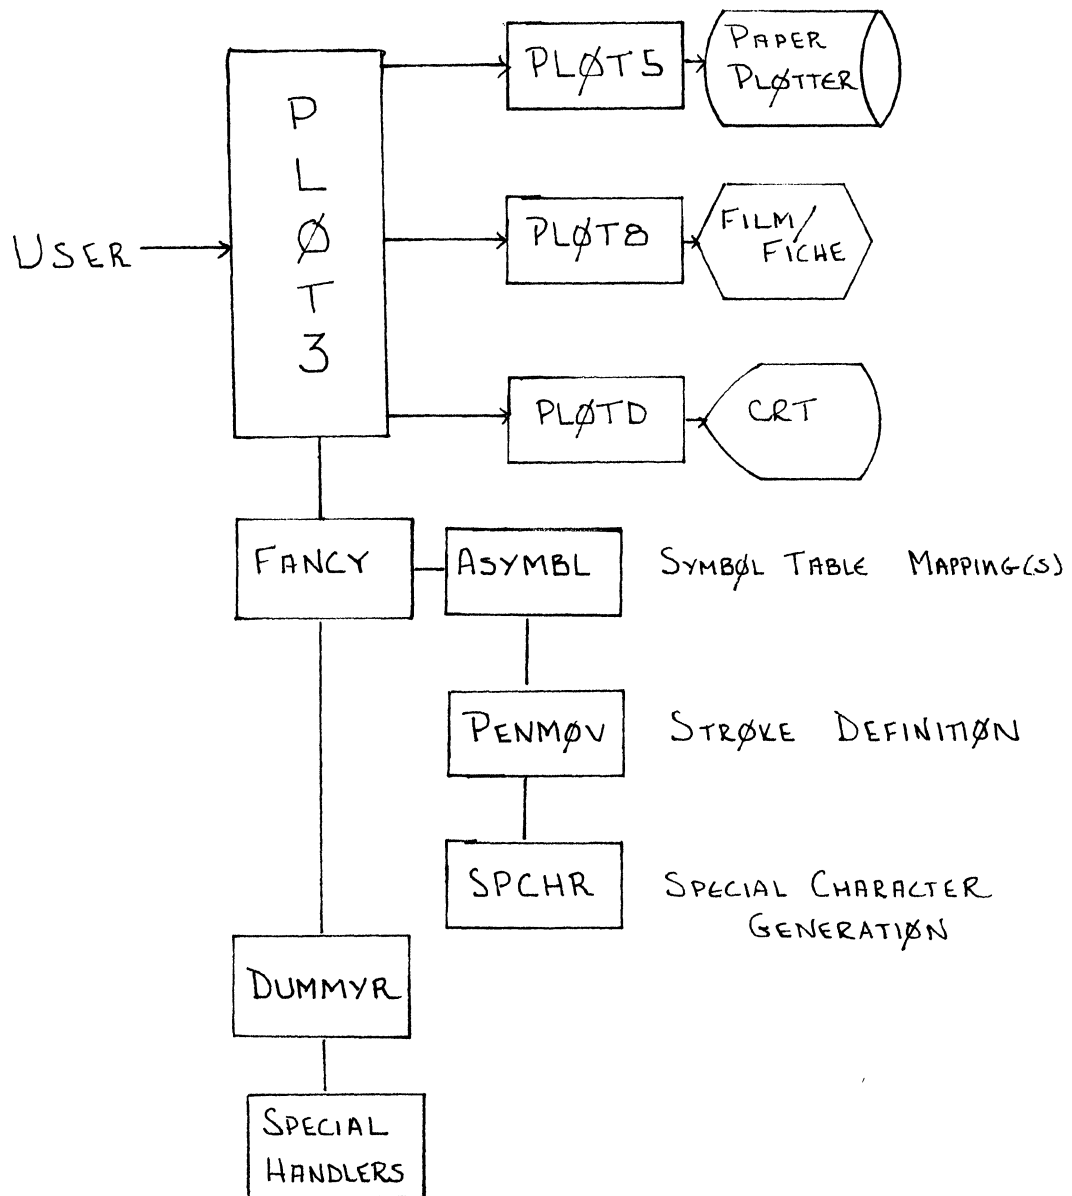 PLØT3
PLØT5
PAPER
PLØTTER
USER
PLØT8
FILM/
FICHE
PLØTD
CRT
FANCY
ASYMBL
SYMBØL TABLE MAPPING(S)
PENMØV
STRØKE DEFINITIØN
SPCHR
SPECIAL CHARACTER
GENERATIØN
DUMMYR
SPECIAL
HANDLERS